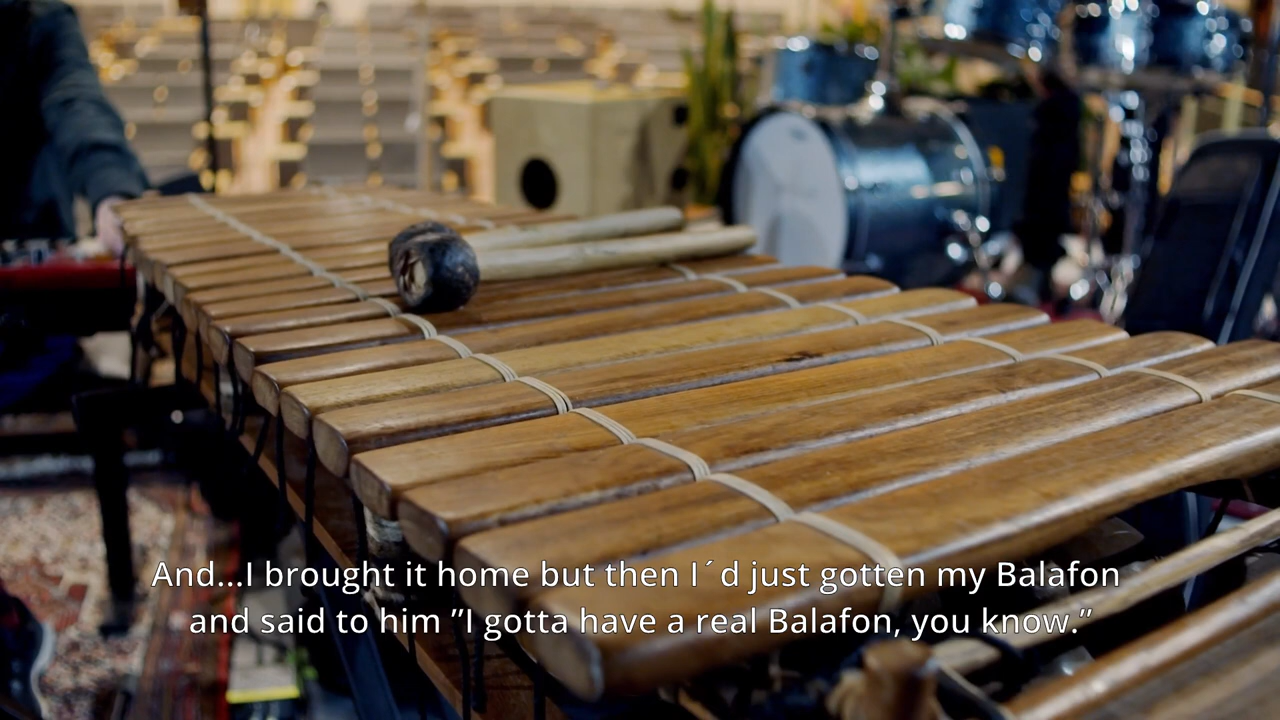 And...I brought it home but then I´d just gotten my Balafon
and said to him ”I gotta have a real Balafon, you know.”